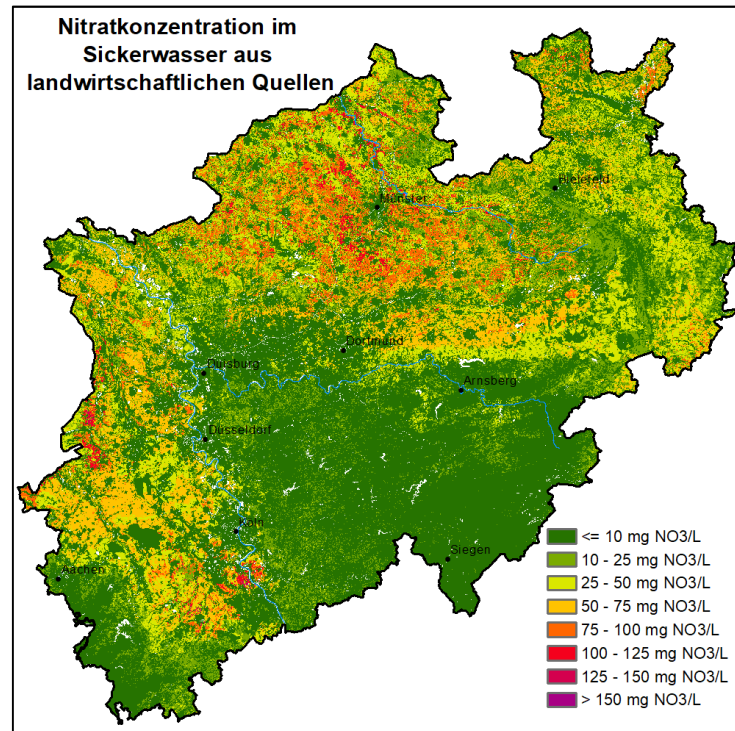 Nitratkonzentration im
Sickerwasser aus
landwirtschaftlichen Quellen
Bielefeld
Münster
Dortmund
Duisburg
Arnsberg
Düsseldorf
Köln
Siegen
Aachen
<= 10 mg NO3/L
10 - 25 mg NO3/L
25 - 50 mg NO3/L
50 - 75 mg NO3/L
75 - 100 mg NO3/L
100 - 125 mg NO3/L
125 - 150 mg NO3/L
> 150 mg NO3/L